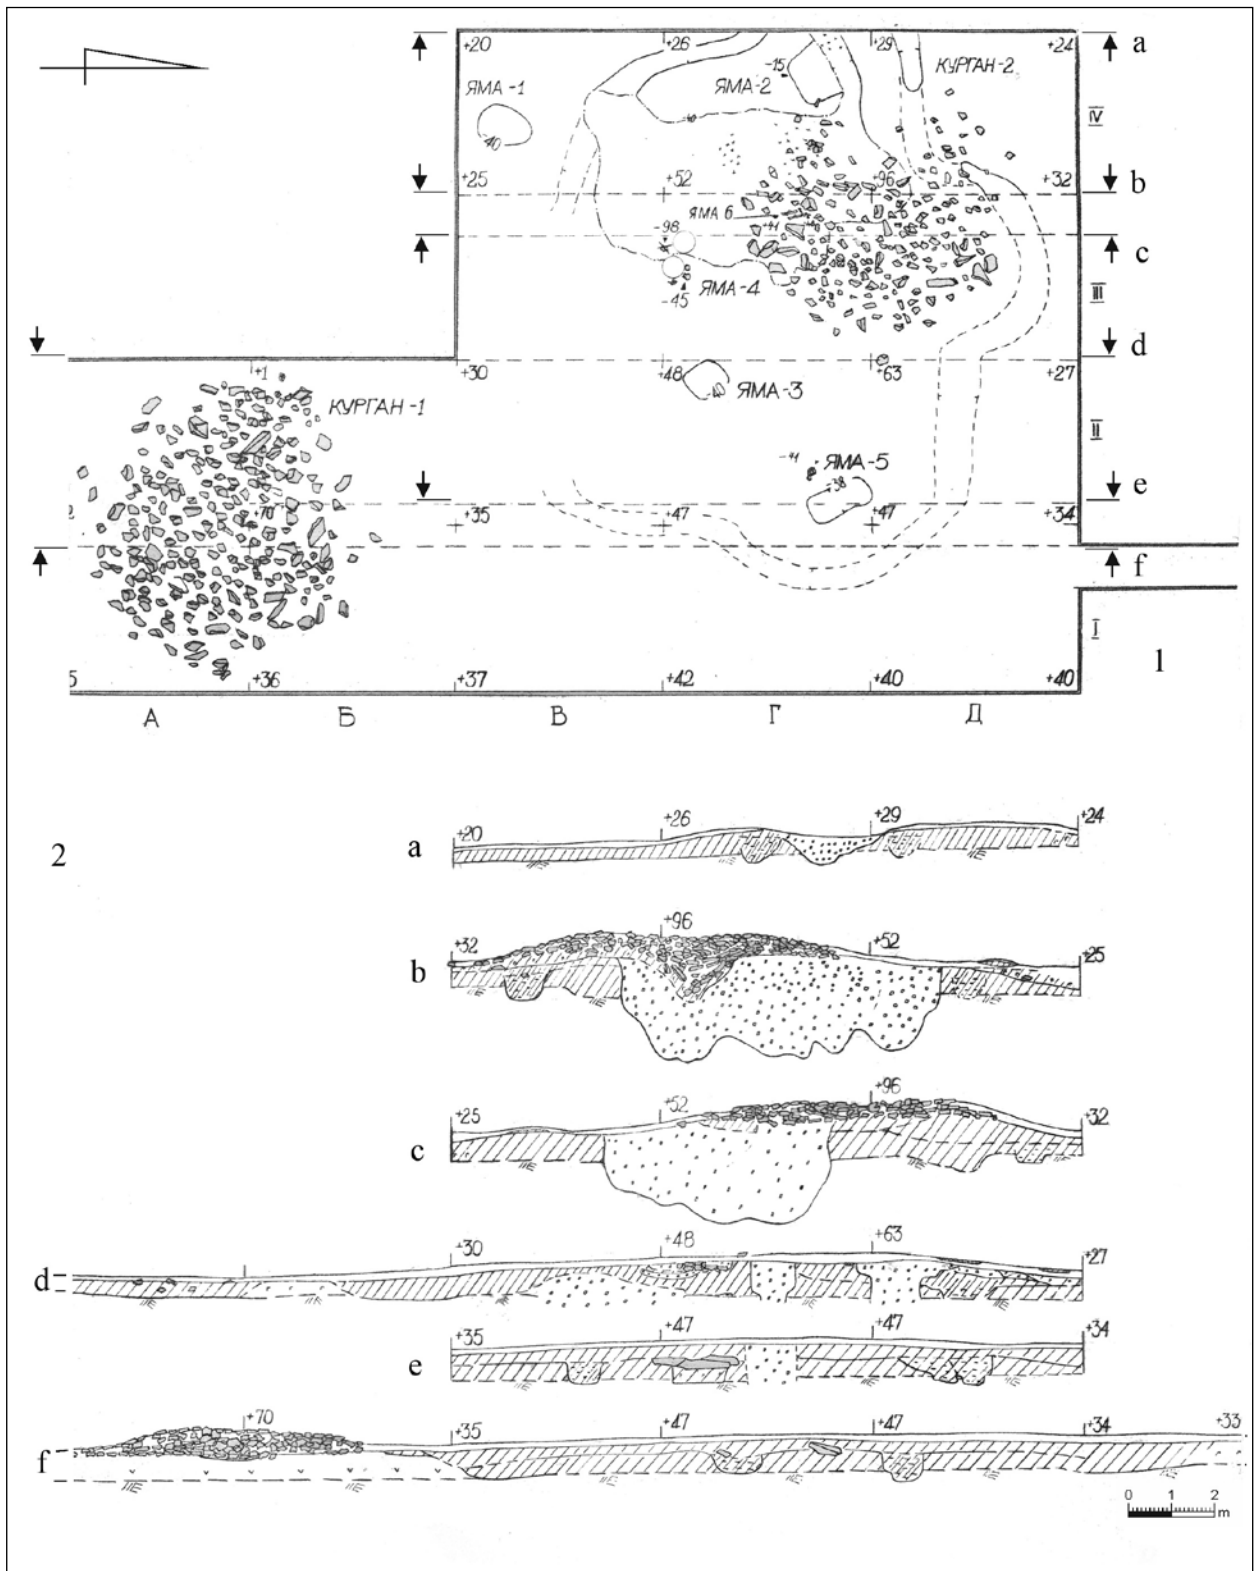 +20 +26 +29 +24 a
ЯМА-1 ЯМА-2 -15 КУРГАН-2
-40
IV
+25 +52 +96 +32 b
ЯМА 6
-98 c
ЯМА-4
-45
III
d
+1 +30 +48 +63 +27
КУРГАН-1 ЯМА-3
II
ЯМА-5
-38
e
+70 +35 +47 +47 +34
f
I
1
5 +36 +37 +42 +40 +40
А Б В Г Д
2
a +20 +26 +29 +24
b +32 +96 +52 +25
c +25 +52 +96 +32
d +30 +48 +63 +27
e +35 +47 +47 +34
f +70 +35 +47 +47 +34 +33
0 1 2
m